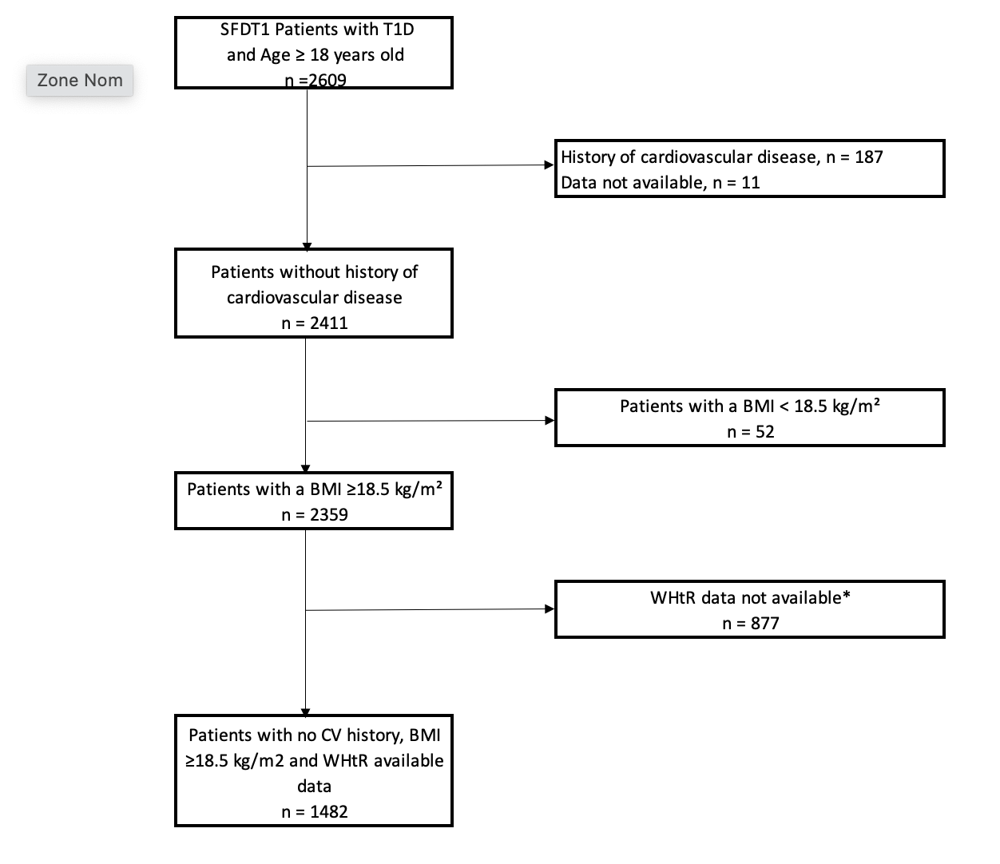 SFDT1 Patients with T1D
and Age ≥ 18 years old
n =2609
Zone Nom
History of cardiovascular disease, n = 187
Data not available, n = 11
Patients without history of
cardiovascular disease
n = 2411
Patients with a BMI < 18.5 kg/m²
n = 52
Patients with a BMI ≥18.5 kg/m²
n = 2359
WHtR data not available*
n = 877
Patients with no CV history, BMI
≥18.5 kg/m2 and WHtR available
data
n = 1482